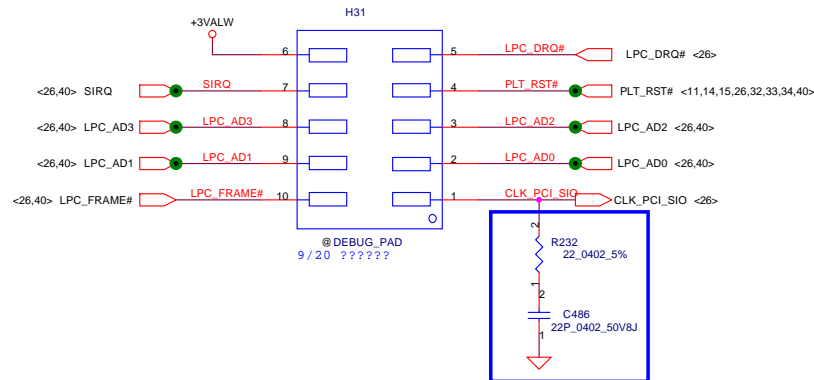 H31
+3VALW
6
5
LPC_DRQ#
LPC_DRQ# <26>
<26,40> SIRQ
SIRQ
7
4
PLT_RST#
PLT_RST# <11,14,15,26,32,33,34,40>
<26,40> LPC_AD3
LPC_AD3
8
3
LPC_AD2
LPC_AD2 <26,40>
<26,40> LPC_AD1
LPC_AD1
9
2
LPC_AD0
LPC_AD0 <26,40>
<26,40> LPC_FRAME#
LPC_FRAME#
10
1
CLK_PCI_SIO
CLK_PCI_SIO <26>
@DEBUG_PAD
9/20 ??????
2
R232
22_0402_5%
1
2
C486
22P_0402_50V8J
1